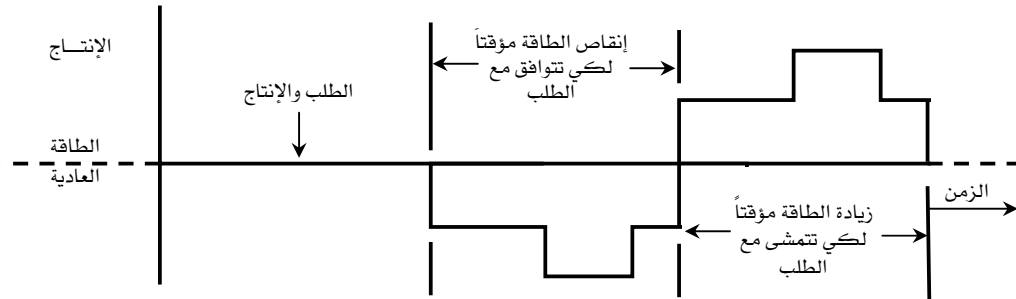 الإنتـــاج
الطلب والإنتاج
الطاقة
العادية
إنقاص الطاقة مؤقتاً
لكي تتوافق مع
الطلب
زيادة الطاقة مؤقتاً
لكي تتمشى مع
الطلب
الزمن